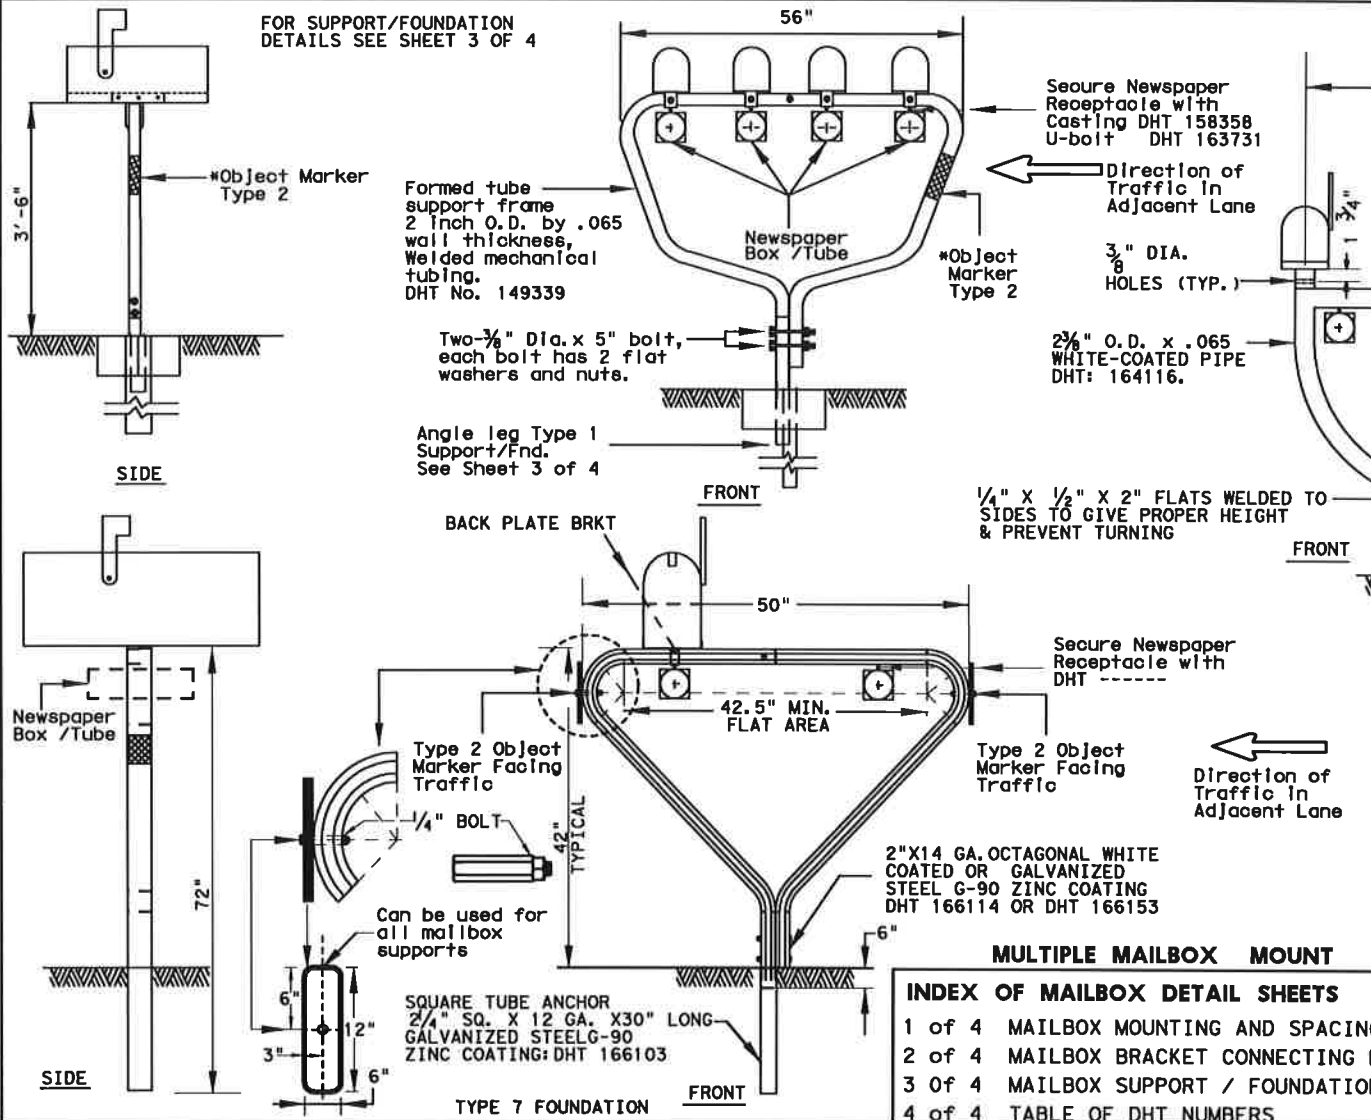 FOR SUPPORT/FOUNDATION
DETAILS SEE SHEET 3 OF 4
3'-6"
*Object Marker
Type 2
SIDE
56"
Formed tube
support frame
2 inch O.D. by .065
wall thickness,
Welded mechanical
tubing.
DHT No. 149339
Newspaper
Box /Tube
Secure Newspaper
Receptacle with
Casting DHT 158358
U-bolt DHT 163731
Direction of
Traffic in
Adjacent Lane
*Object
Marker
Type 2
Two-3/8" Dia.x 5" bolt,
each bolt has 2 flat
washers and nuts.
Angle leg Type 1
Support/Fnd.
See Sheet 3 of 4
FRONT
1 3/4"
3/8" DIA.
HOLES (TYP.)
2 3/8" O.D. x .065
WHITE-COATED PIPE
DHT: 164116.
1/4" X 1/2" X 2" FLATS WELDED TO
SIDES TO GIVE PROPER HEIGHT
& PREVENT TURNING
FRONT
Newspaper
Box /Tube
72"
SIDE
BACK PLATE BRKT
50"
42.5" MIN.
FLAT AREA
Type 2 Object
Marker Facing
Traffic
42"
TYPICAL
1/4" BOLT
Secure Newspaper
Receptacle with
DHT ------
Type 2 Object
Marker Facing
Traffic
Direction of
Traffic in
Adjacent Lane
2"X14 GA. OCTAGONAL WHITE
COATED OR GALVANIZED
STEEL G-90 ZINC COATING
DHT 166114 OR DHT 166153
6"
Can be used for
all mailbox
supports
6"
12"
3"
6"
SQUARE TUBE ANCHOR
2 1/4" SQ. X 12 GA. X30" LONG
GALVANIZED STEELG-90
ZINC COATING: DHT 166103
TYPE 7 FOUNDATION
FRONT
MULTIPLE MAILBOX MOUNT
INDEX OF MAILBOX DETAIL SHEETS
1 of 4 MAILBOX MOUNTING AND SPACING
2 of 4 MAILBOX BRACKET CONNECTING
3 Of 4 MAILBOX SUPPORT / FOUNDATION
4 of 4 TABLE OF DHT NUMBERS